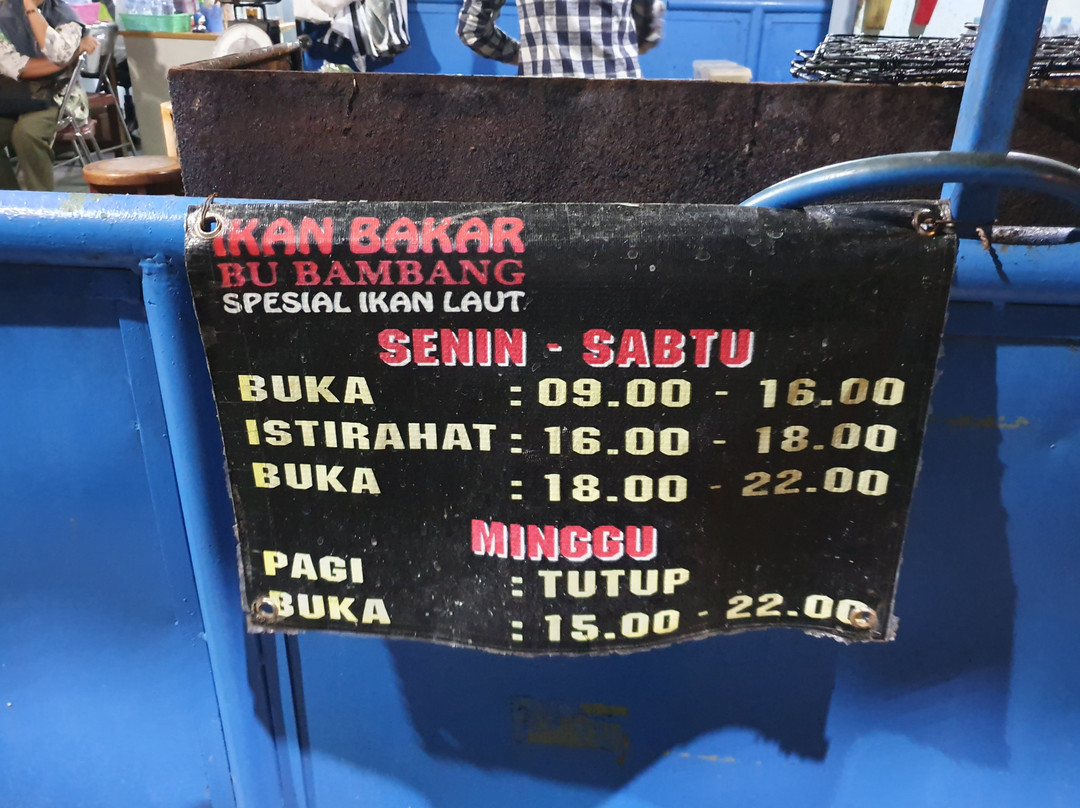 IKAN BAKAR
BU BAMBANG
SPESIAL IKAN LAUT
SENIN - SABTU
BUKA : 09.00 - 16.00
ISTIRAHAT : 16.00 - 18.00
BUKA : 18.00 - 22.00
MINGGU
PAGI : TUTUP
BUKA : 15.00 - 22.00